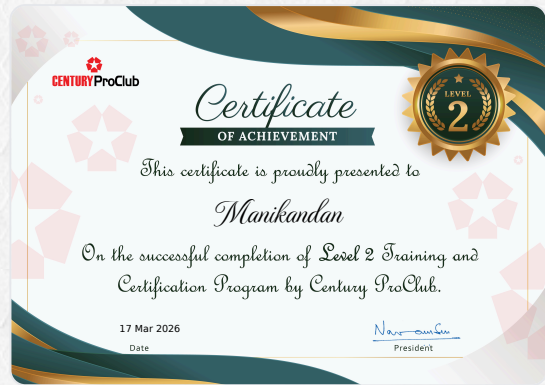 CENTURY ProClub
Certificate
OF ACHIEVEMENT
LEVEL
2
This certificate is proudly presented to
Manikandan
On the successful completion of Level 2 Training and
Certification Program by Century ProClub.
17 Mar 2026
Date
President